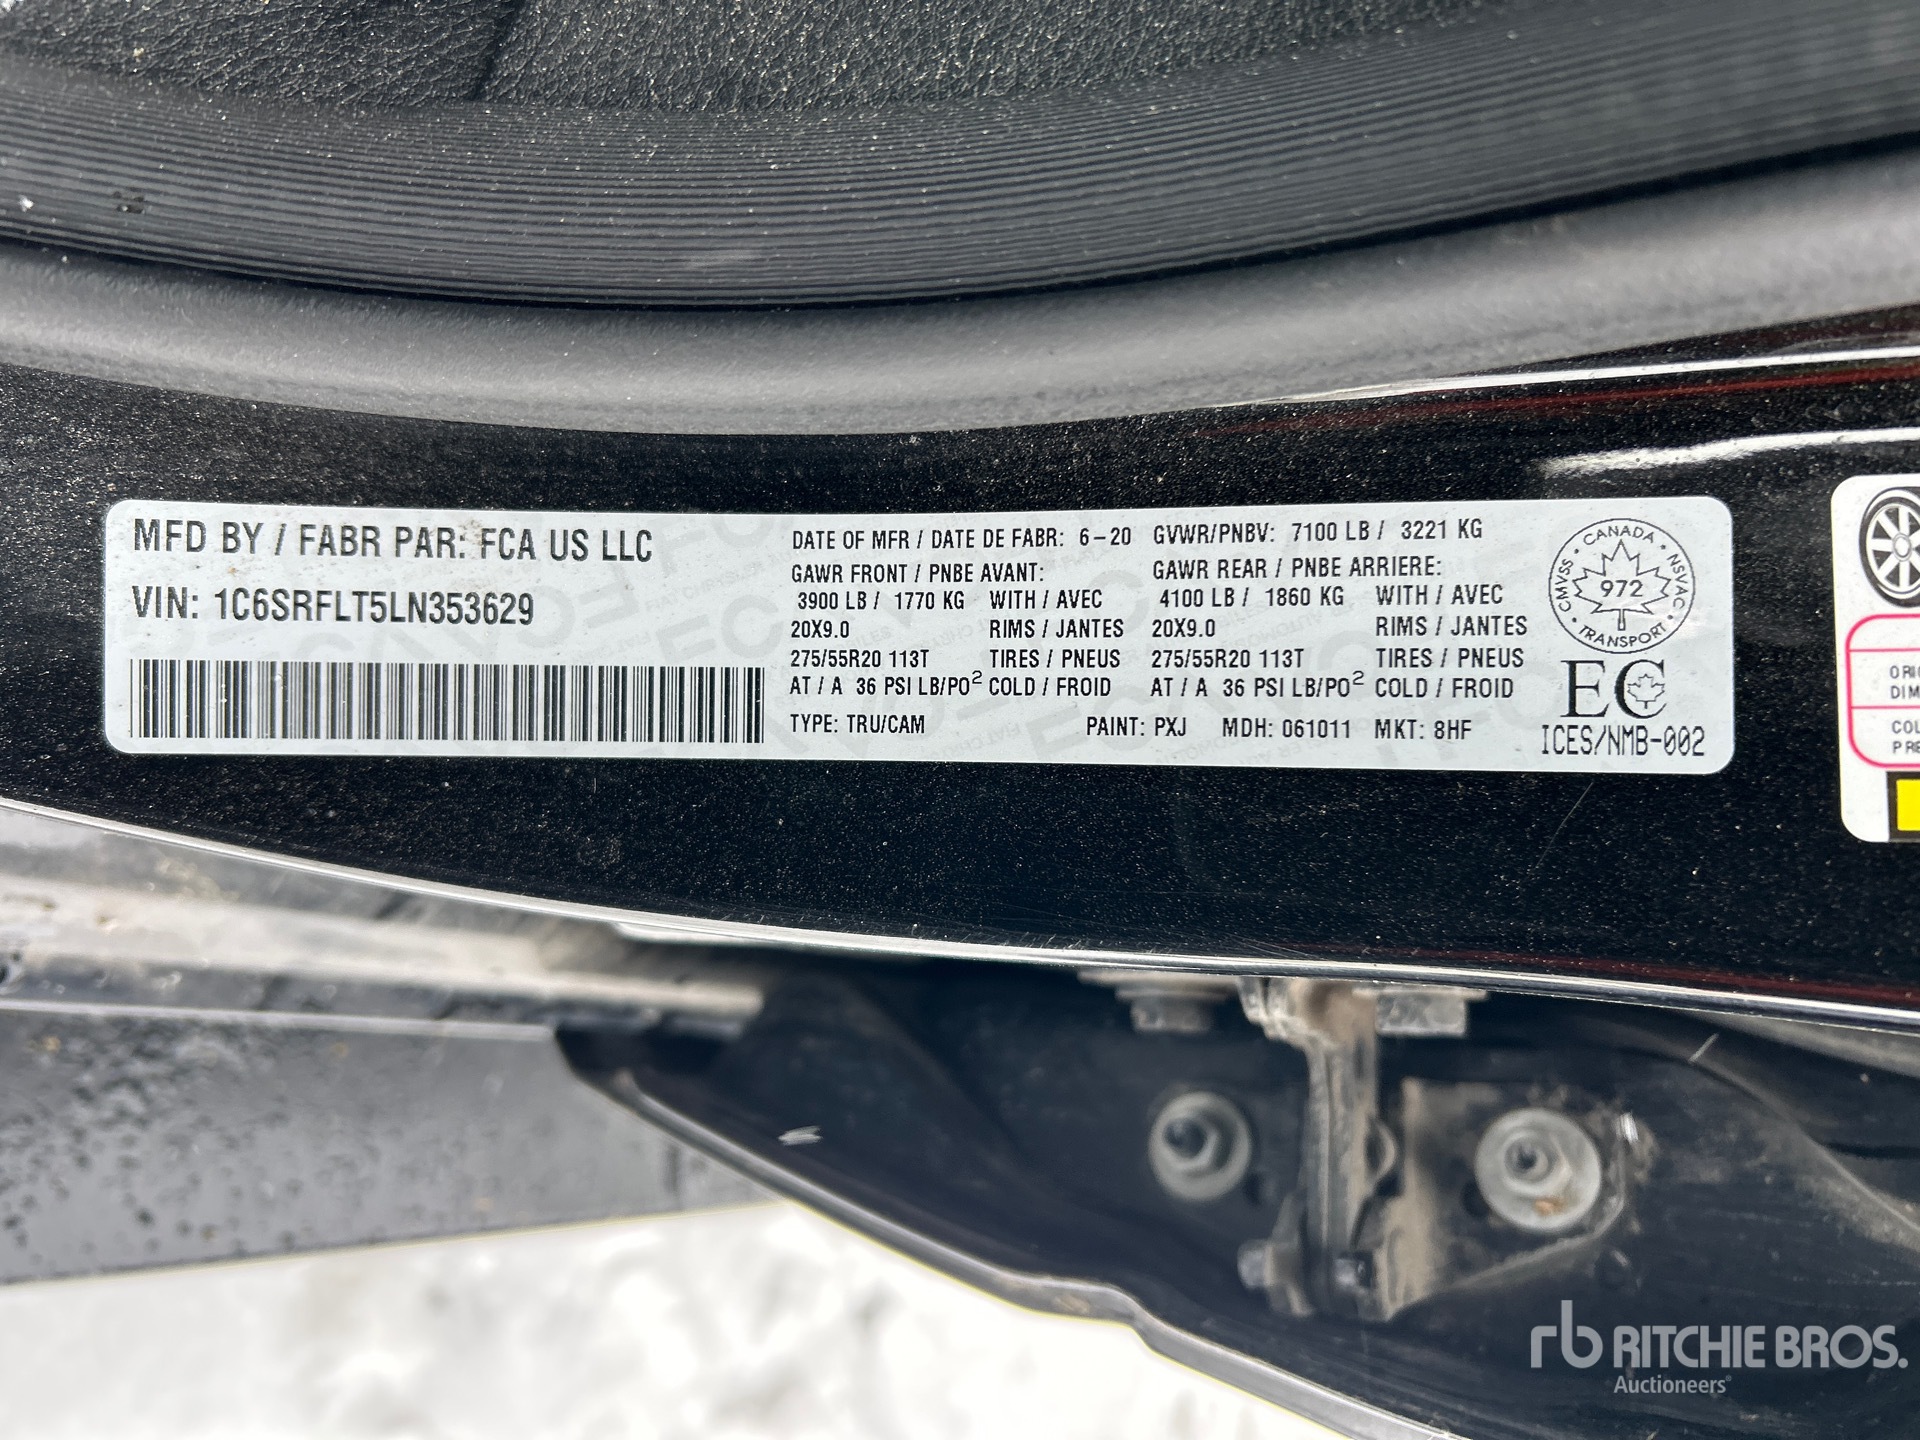 MFD BY / FABR PAR: FCA US LLC
VIN: 1C6SRFLT5LN353629
DATE OF MFR / DATE DE FABR: 6-20 GVWR/PNBV: 7100 LB / 3221 KG
GAWR FRONT / PNBE AVANT: GAWR REAR / PNBE ARRIERE:
3900 LB / 1770 KG WITH / AVEC 4100 LB / 1860 KG WITH / AVEC
20X9.0 RIMS / JANTES 20X9.0 RIMS / JANTES
275/55R20 113T TIRES / PNEUS 275/55R20 113T TIRES / PNEUS
AT / A 36 PSI LB/PO² COLD / FROID AT / A 36 PSI LB/PO² COLD / FROID
TYPE: TRU/CAM PAINT: PXJ MDH: 061011 MKT: 8HF
CANADA
CMVSS 972 NSVAC
TRANSPORT
EC
ICES/NMB-002
ORI
DIM
COL
PRE
rb RITCHIE BROS.
Auctioneers